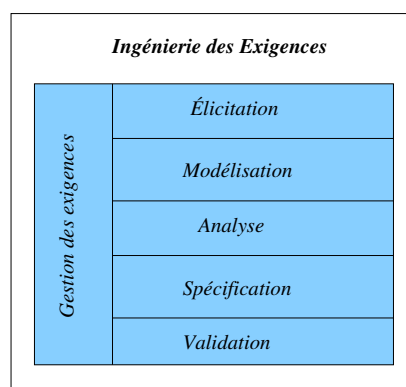 Ingénierie des Exigences
Gestion des exigences
Élicitation
Modélisation
Analyse
Spécification
Validation